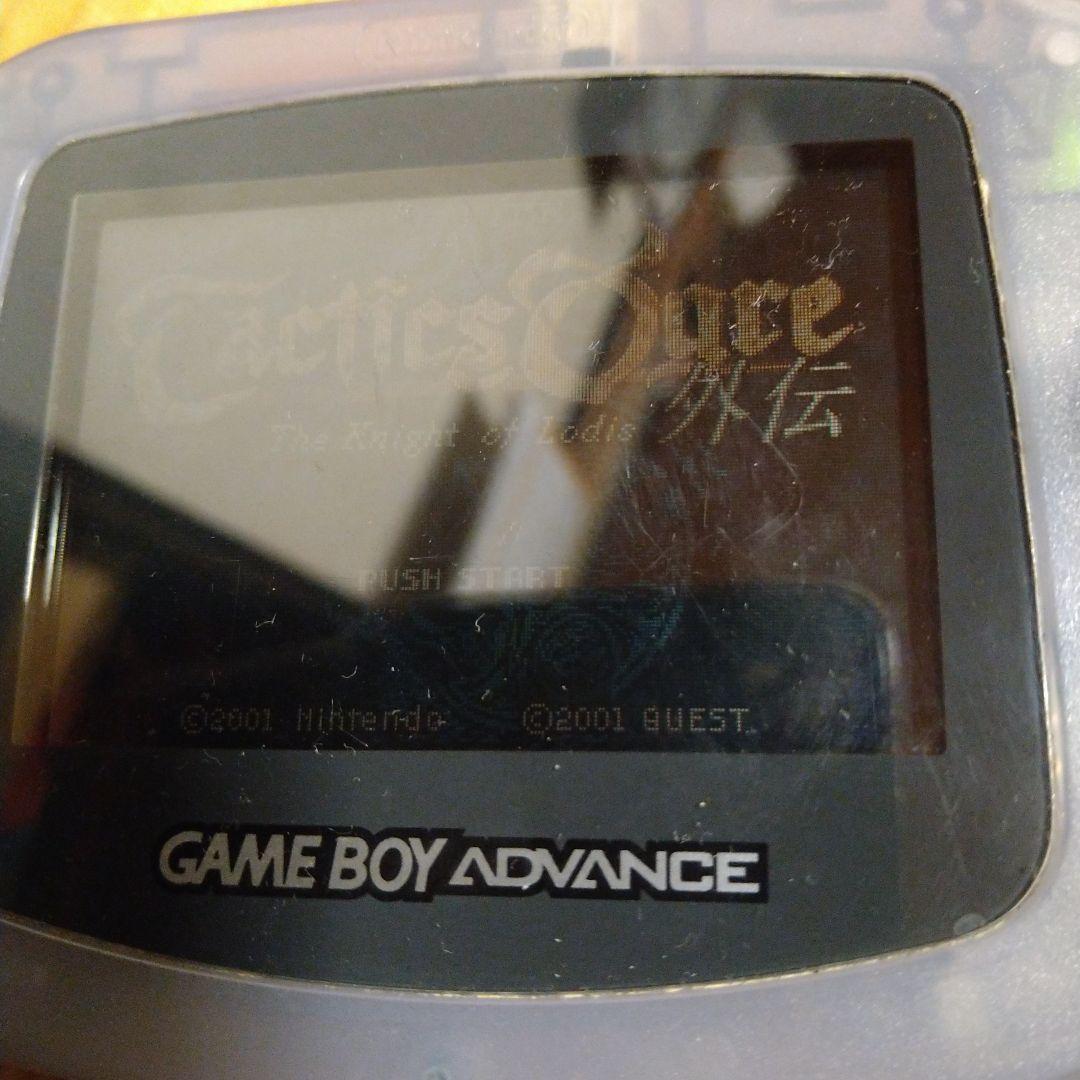 Tactics Ogre
外伝
The Knight of Lodis
PUSH START
©2001 Nintendo ©2001 QUEST
GAME BOY ADVANCE